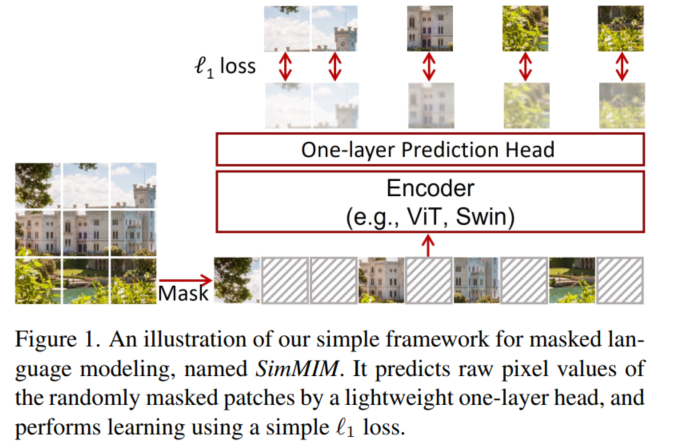 ℓ1 loss
One-layer Prediction Head
Encoder
(e.g., ViT, Swin)
Mask
Figure 1. An illustration of our simple framework for masked lan-
guage modeling, named SimMIM. It predicts raw pixel values of
the randomly masked patches by a lightweight one-layer head, and
performs learning using a simple ℓ1 loss.